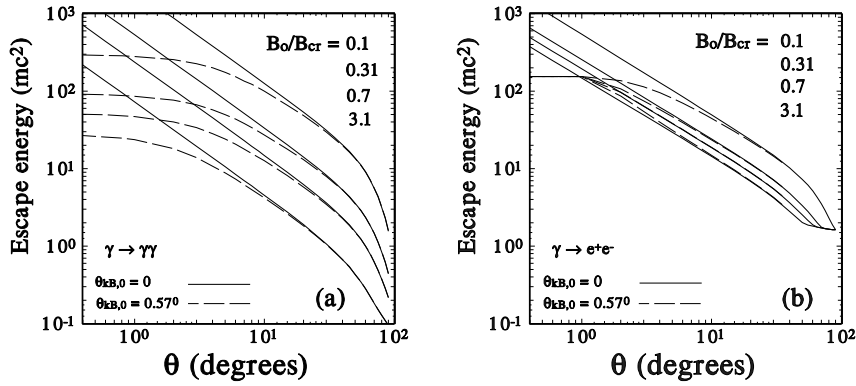 Escape energy (mc²)
10³
10²
10¹
10⁰
10⁻¹
B₀/B_cr = 0.1
0.31
0.7
3.1
γ → γγ
θ_kB,0 = 0
θ_kB,0 = 0.57⁰
(a)
10⁰
10¹
10²
θ (degrees)
Escape energy (mc²)
10³
10²
10¹
10⁰
10⁻¹
B₀/B_cr = 0.1
0.31
0.7
3.1
γ → e⁺e⁻
θ_kB,0 = 0
θ_kB,0 = 0.57⁰
(b)
10⁰
10¹
10²
θ (degrees)